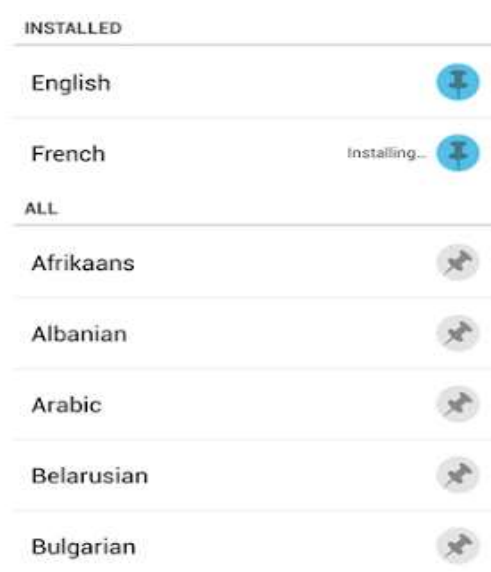 INSTALLED
English
French Installing...
ALL
Afrikaans
Albanian
Arabic
Belarusian
Bulgarian